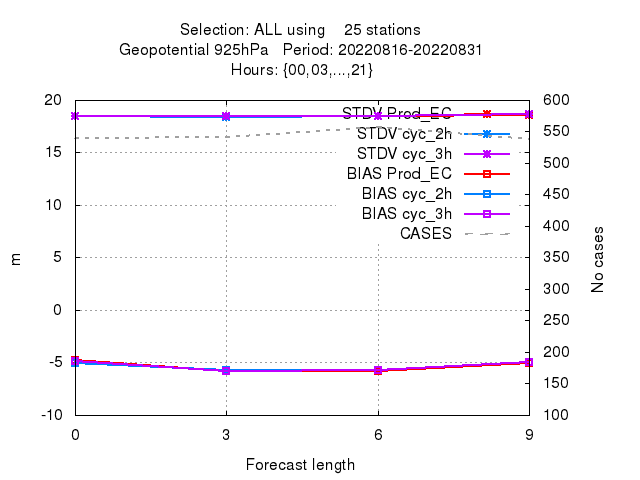 Selection: ALL using 25 stations
Geopotential 925hPa Period: 20220816-20220831
Hours: {00,03,...,21}
20 600
STDV Prod_EC
STDV cyc_2h
550
15 500
STDV cyc_3h
BIAS Prod_EC
BIAS cyc_2h
450
10 400
BIAS cyc_3h
CASES
5 350
m
No cases
300
0 250
-5 200
150
-10 100
0 3 6 9
Forecast length